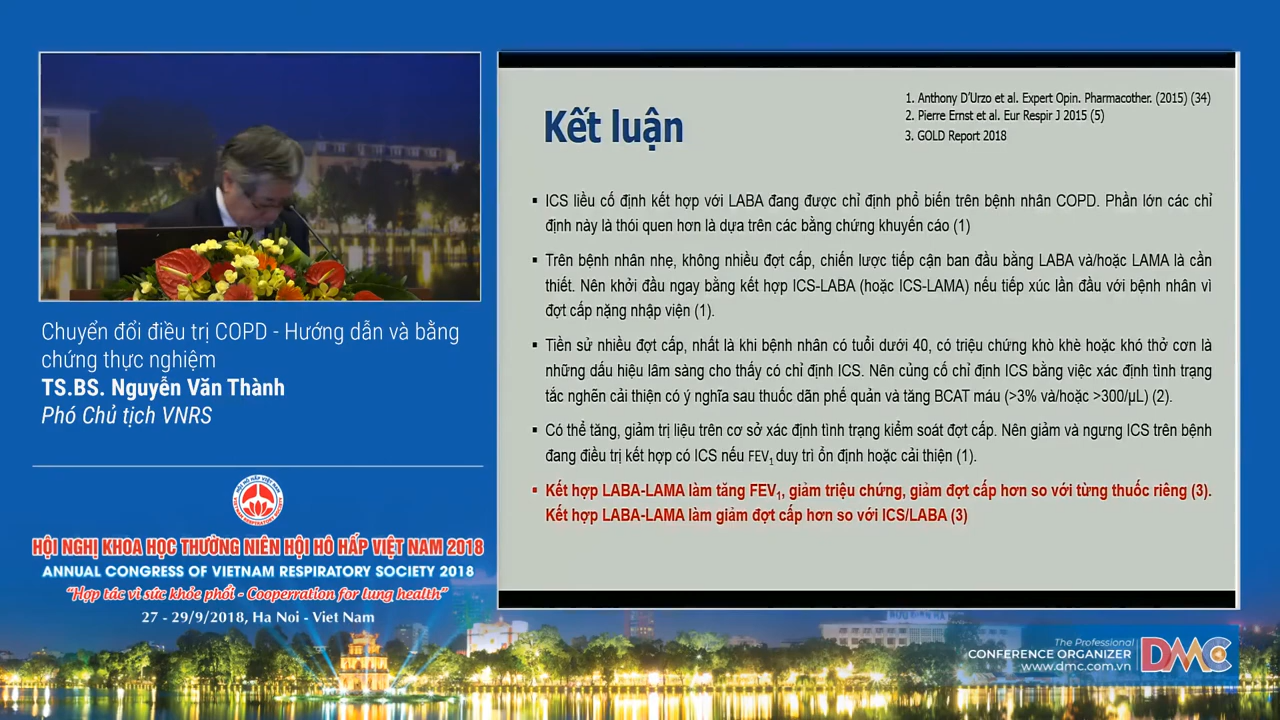 Kết luận
1. Anthony D'Urzo et al. Expert Opin. Pharmacother. (2015) (34)
2. Pierre Ernst et al. Eur Respir J 2015 (5)
3. GOLD Report 2018
▪ ICS liều cố định kết hợp với LABA đang được chỉ định phổ biến trên bệnh nhân COPD. Phần lớn các chỉ
định này là thói quen hơn là dựa trên các bằng chứng khuyến cáo (1)
▪ Trên bệnh nhân nhẹ, không nhiều đợt cấp, chiến lược tiếp cận ban đầu bằng LABA và/hoặc LAMA là cần
thiết. Nên khởi đầu ngay bằng kết hợp ICS-LABA (hoặc ICS-LAMA) nếu tiếp xúc lần đầu với bệnh nhân vì
đợt cấp nặng nhập viện (1).
▪ Tiền sử nhiều đợt cấp, nhất là khi bệnh nhân có tuổi dưới 40, có triệu chứng khò khè hoặc khó thở cơn là
những dấu hiệu lâm sàng cho thấy có chỉ định ICS. Nên củng cố chỉ định ICS bằng việc xác định tình trạng
tắc nghẽn cải thiện có ý nghĩa sau thuốc dãn phế quản và tăng BCAT máu (>3% và/hoặc >300/µL) (2).
▪ Có thể tăng, giảm trị liệu trên cơ sở xác định tình trạng kiểm soát đợt cấp. Nên giảm và ngưng ICS trên bệnh
đang điều trị kết hợp có ICS nếu FEV1 duy trì ổn định hoặc cải thiện (1).
▪ Kết hợp LABA-LAMA làm tăng FEV1, giảm triệu chứng, giảm đợt cấp hơn so với từng thuốc riêng (3).
Kết hợp LABA-LAMA làm giảm đợt cấp hơn so với ICS/LABA (3)
Chuyển đổi điều trị COPD - Hướng dẫn và bằng
chứng thực nghiệm
TS.BS. Nguyễn Văn Thành
Phó Chủ tịch VNRS
HỘI HÔ HẤP VIỆT NAM
HỘI NGHỊ KHOA HỌC THƯỜNG NIÊN HỘI HÔ HẤP VIỆT NAM 2018
ANNUAL CONGRESS OF VIETNAM RESPIRATORY SOCIETY 2018
"Hợp tác vì sức khỏe phổi - Cooperration for lung health"
27 - 29/9/2018, Ha Noi - Viet Nam
The Professional
CONFERENCE ORGANIZER
www.dmc.com.vn
DMC